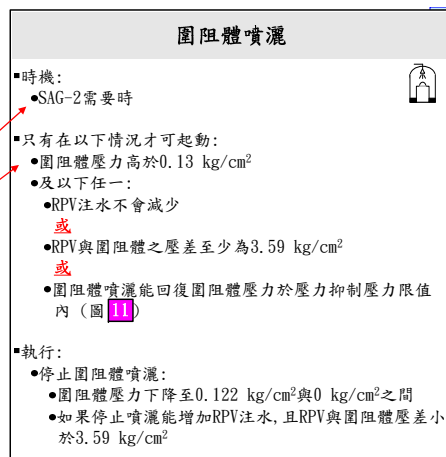 圍阻體噴灑
▪時機:
●SAG-2需要時
▪只有在以下情況才可起動:
●圍阻體壓力高於0.13 kg/cm²
●及以下任一:
●RPV注水不會減少
或
●RPV與圍阻體之壓差至少為3.59 kg/cm²
或
●圍阻體噴灑能回復圍阻體壓力於壓力抑制壓力限值
內 (圖 11)
▪執行:
●停止圍阻體噴灑:
●圍阻體壓力下降至0.122 kg/cm²與0 kg/cm²之間
●如果停止噴灑能增加RPV注水,且RPV與圍阻體壓差小
於3.59 kg/cm²